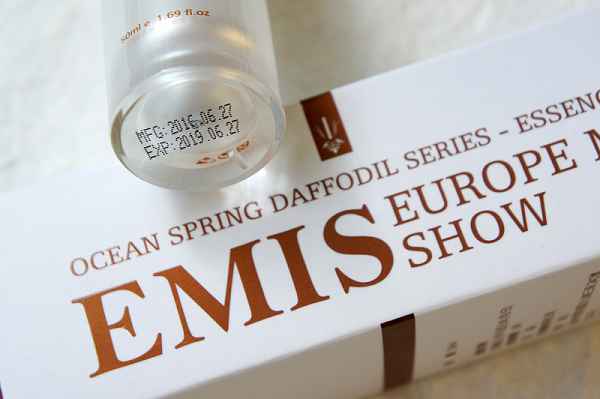 50ml e 1.69 fl.oz
MFG:2016.06.27
EXP:2019.06.27
OCEAN SPRING DAFFODIL SERIES - ESSENC
EMIS
EUROPE
SHOW